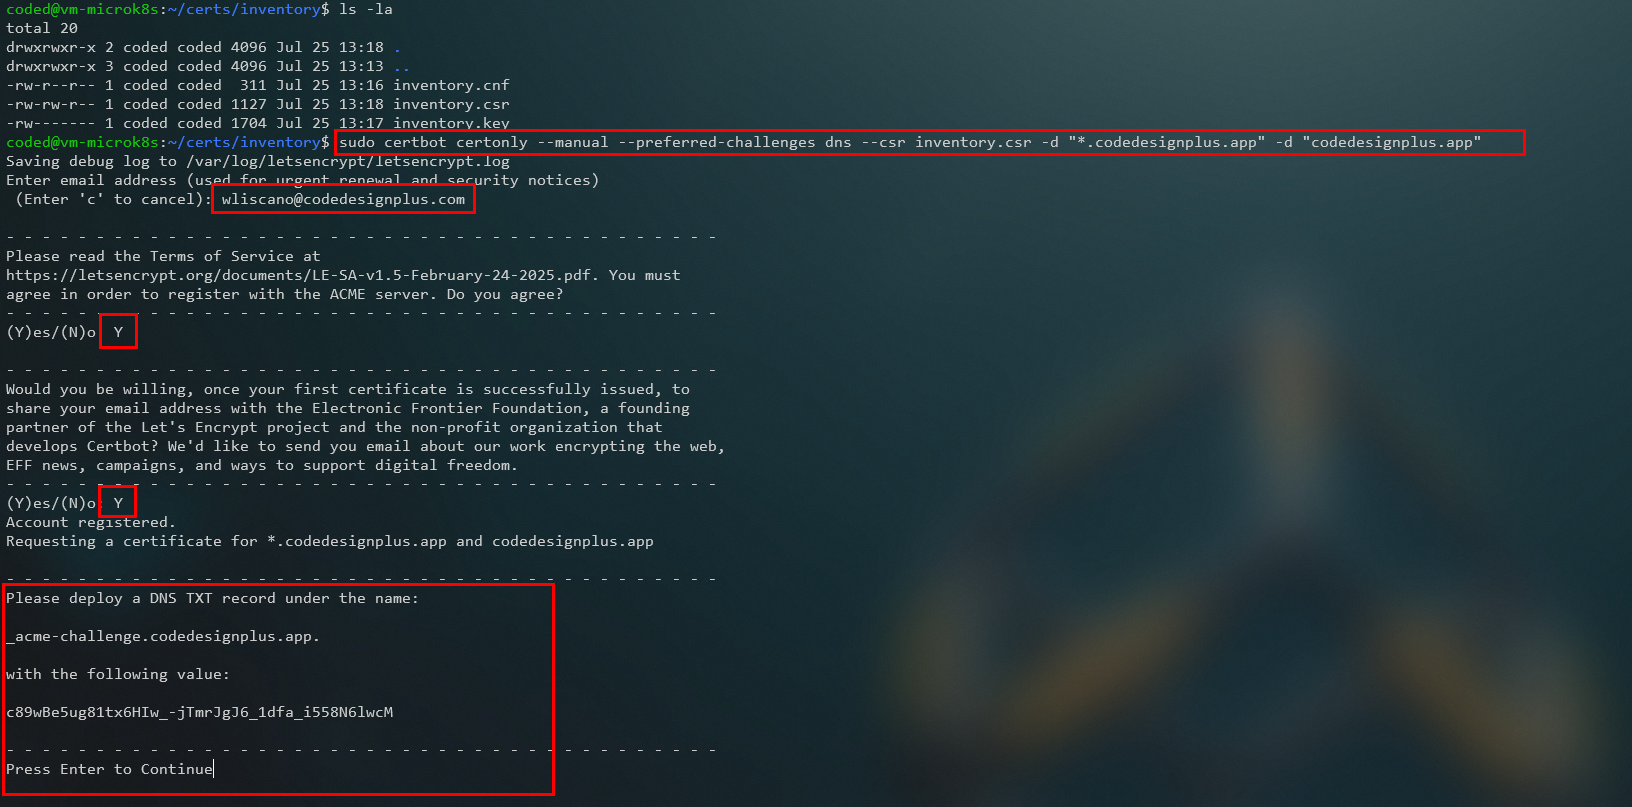 coded@vm-microk8s:~/certs/inventory$ ls -la
total 20
drwxrwxr-x 2 coded coded 4096 Jul 25 13:18 .
drwxrwxr-x 3 coded coded 4096 Jul 25 13:13 ..
-rw-r--r-- 1 coded coded  311 Jul 25 13:16 inventory.cnf
-rw-rw-r-- 1 coded coded 1127 Jul 25 13:18 inventory.csr
-rw------- 1 coded coded 1704 Jul 25 13:17 inventory.key
coded@vm-microk8s:~/certs/inventory$ sudo certbot certonly --manual --preferred-challenges dns --csr inventory.csr -d "*.codedesignplus.app" -d "codedesignplus.app"
Saving debug log to /var/log/letsencrypt/letsencrypt.log
Enter email address (used for urgent renewal and security notices)
 (Enter 'c' to cancel): wliscano@codedesignplus.com
- - - - - - - - - - - - - - - - - - - - - - - - - - - - - - - - - - - - - - - -
Please read the Terms of Service at
https://letsencrypt.org/documents/LE-SA-v1.5-February-24-2025.pdf. You must
agree in order to register with the ACME server. Do you agree?
- - - - - - - - - - - - - - - - - - - - - - - - - - - - - - - - - - - - - - - -
(Y)es/(N)o: Y
- - - - - - - - - - - - - - - - - - - - - - - - - - - - - - - - - - - - - - - -
Would you be willing, once your first certificate is successfully issued, to
share your email address with the Electronic Frontier Foundation, a founding
partner of the Let's Encrypt project and the non-profit organization that
develops Certbot? We'd like to send you email about our work encrypting the web,
EFF news, campaigns, and ways to support digital freedom.
- - - - - - - - - - - - - - - - - - - - - - - - - - - - - - - - - - - - - - - -
(Y)es/(N)o: Y
Account registered.
Requesting a certificate for *.codedesignplus.app and codedesignplus.app
- - - - - - - - - - - - - - - - - - - - - - - - - - - - - - - - - - - - - - - -
Please deploy a DNS TXT record under the name:
_acme-challenge.codedesignplus.app.
with the following value:
c89wBe5ug81tx6HIw_-jTmrJgJ6_1dfa_i558N6lwcM
- - - - - - - - - - - - - - - - - - - - - - - - - - - - - - - - - - - - - - - -
Press Enter to Continue